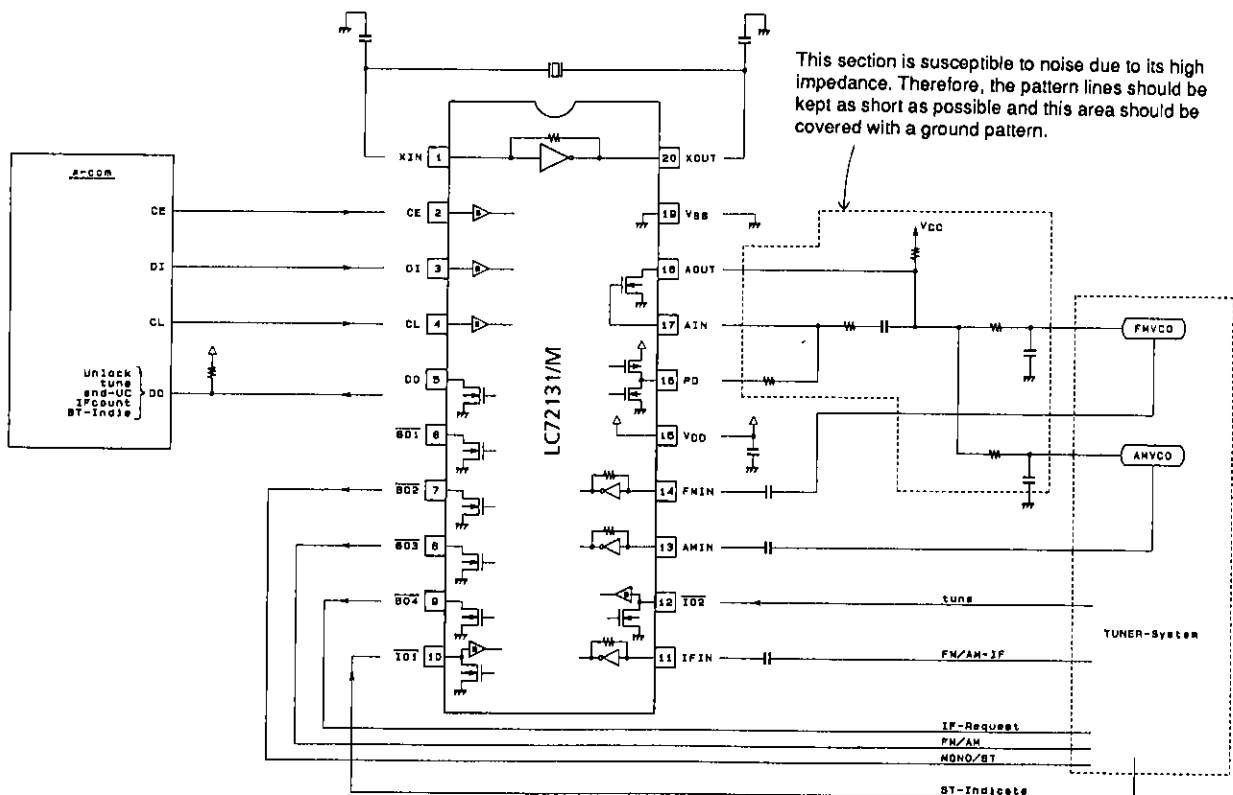 This section is susceptible to noise due to its high
impedance. Therefore, the pattern lines should be
kept as short as possible and this area should be
covered with a ground pattern.
μ-com
CE
DI
CL
DO
Unlock
tune
end-UC
IFcount
ST-Indic
XIN 1
CE 2
DI 3
CL 4
DO 5
BO1 6
BO2 7
BO3 8
BO4 9
IO1 10
LC72131/M
20 XOUT
19 VSS
18 AOUT
17 AIN
16 PD
15 VDD
14 FMIN
13 AMIN
12 IO2
11 IFIN
VCC
FMVCO
AMVCO
TUNER-System
tune
FM/AM-IF
IF-Request
FM/AM
MONO/ST
ST-Indicate